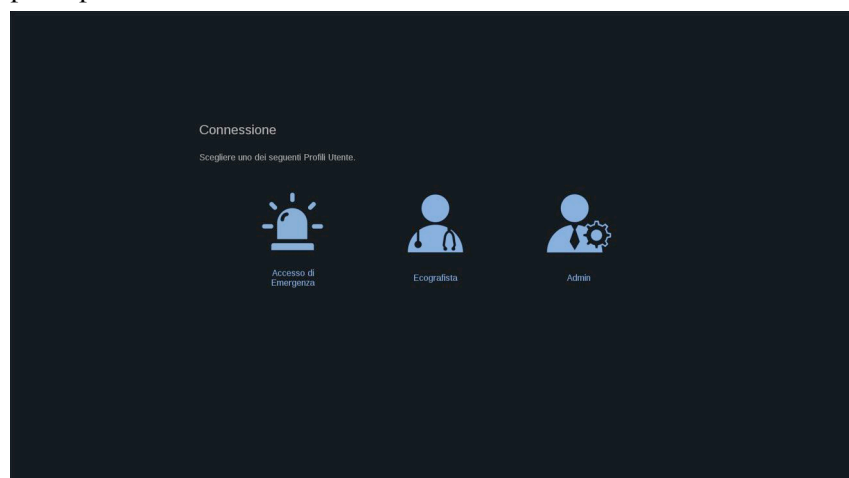 Connessione
Scegliere uno dei seguenti Profili Utente.
Accesso di
Emergenza
Ecografista
Admin